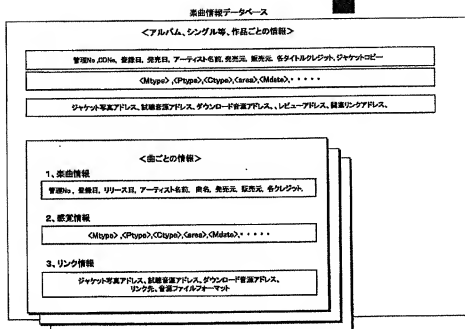 楽曲情報データベース
＜アルバム、シングル等、作品ごとの情報＞
管理No ,CDNo、登録日、発売日、アーティスト名前、発売元、販売元、各タイトルクレジット、ジャケットコピー
<Mtype> ,<Ptype>,<Ctype>,<area>,<Mdate>,・・・・・
ジャケット写真アドレス、試聴音源アドレス、ダウンロード音源アドレス、、レビューアドレス、関連リンクアドレス、
＜曲ごとの情報＞
1、楽曲情報
管理No、登録日、リリース日、アーティスト名前、曲名、発売元、販売元、各クレジット、
2、感覚情報
<Mtype> ,<Ptype>,<Ctype>,<area>,<Mdate>,・・・・・
3、リンク情報
ジャケット写真アドレス、試聴音源アドレス、ダウンロード音源アドレス、
リンク先、音源ファイルフォーマット